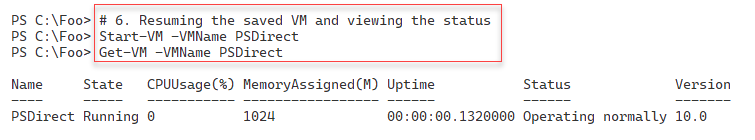 PS C:\Foo> # 6. Resuming the saved VM and viewing the status
PS C:\Foo> Start-VM -VMName PSDirect
PS C:\Foo> Get-VM -VMName PSDirect
Name     State   CPUUsage(%) MemoryAssigned(M) Uptime           Status             Version
----     -----   ----------- ----------------- ------           ------             -------
PSDirect Running 0           1024              00:00:00.1320000 Operating normally 10.0